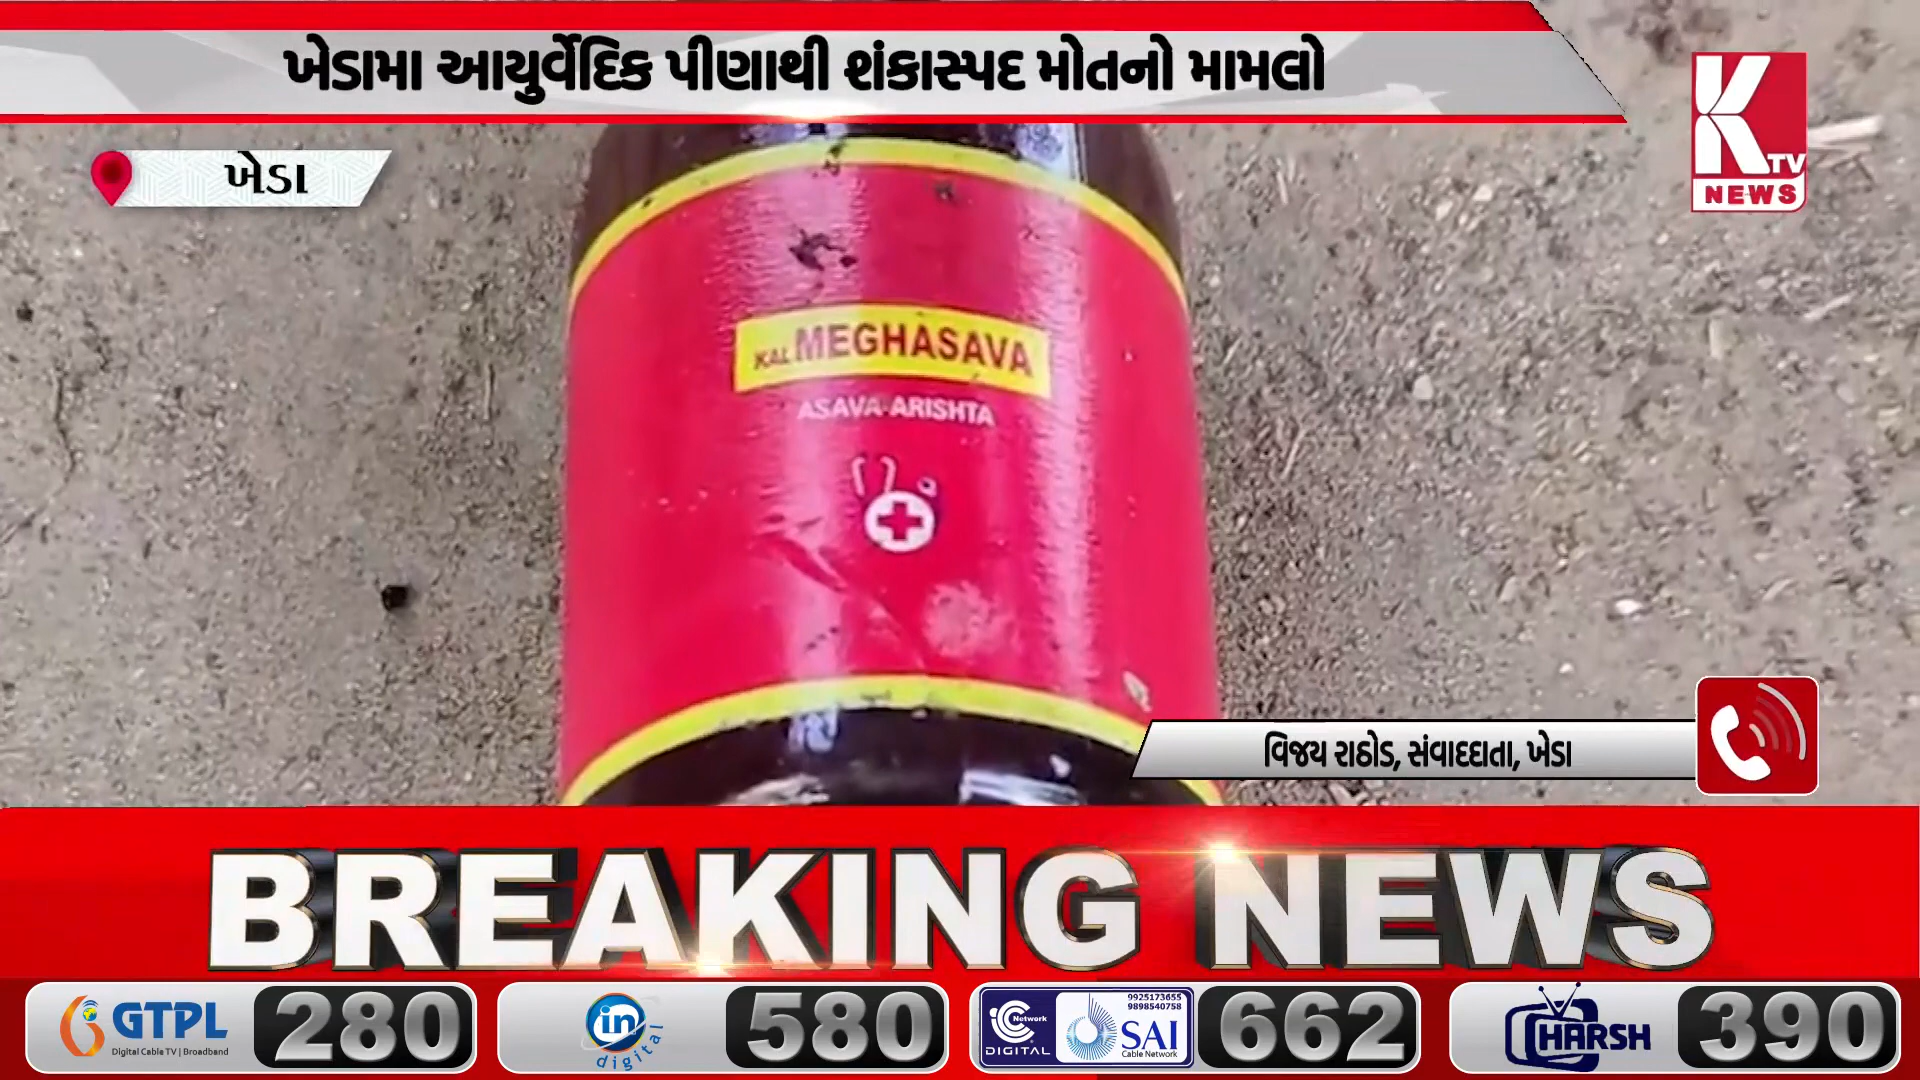 ખેડામા આયુર્વેદિક પીણાથી શંકાસ્પદ મોતનો મામલો
K TV
NEWS
ખેડા
KAL MEGHASAVA
ASAVA-ARISHTA
વિજય રાઠોડ, સંવાદદાતા, ખેડા
BREAKING NEWS
GTPL
Digital Cable TV | Broadband
280
in
digital
580
Network
DIGITAL
9925173655
9898540758
SAI
Cable Network
662
HARSH
390